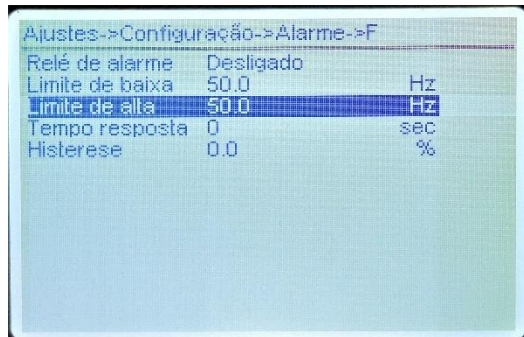 Ajustes->Configuração->Alarme->F
Relé de alarme Desligado
Limite de baixa 50.0 Hz
Limite de alta 50.0 Hz
Tempo resposta 0 sec
Histerese 0.0 %